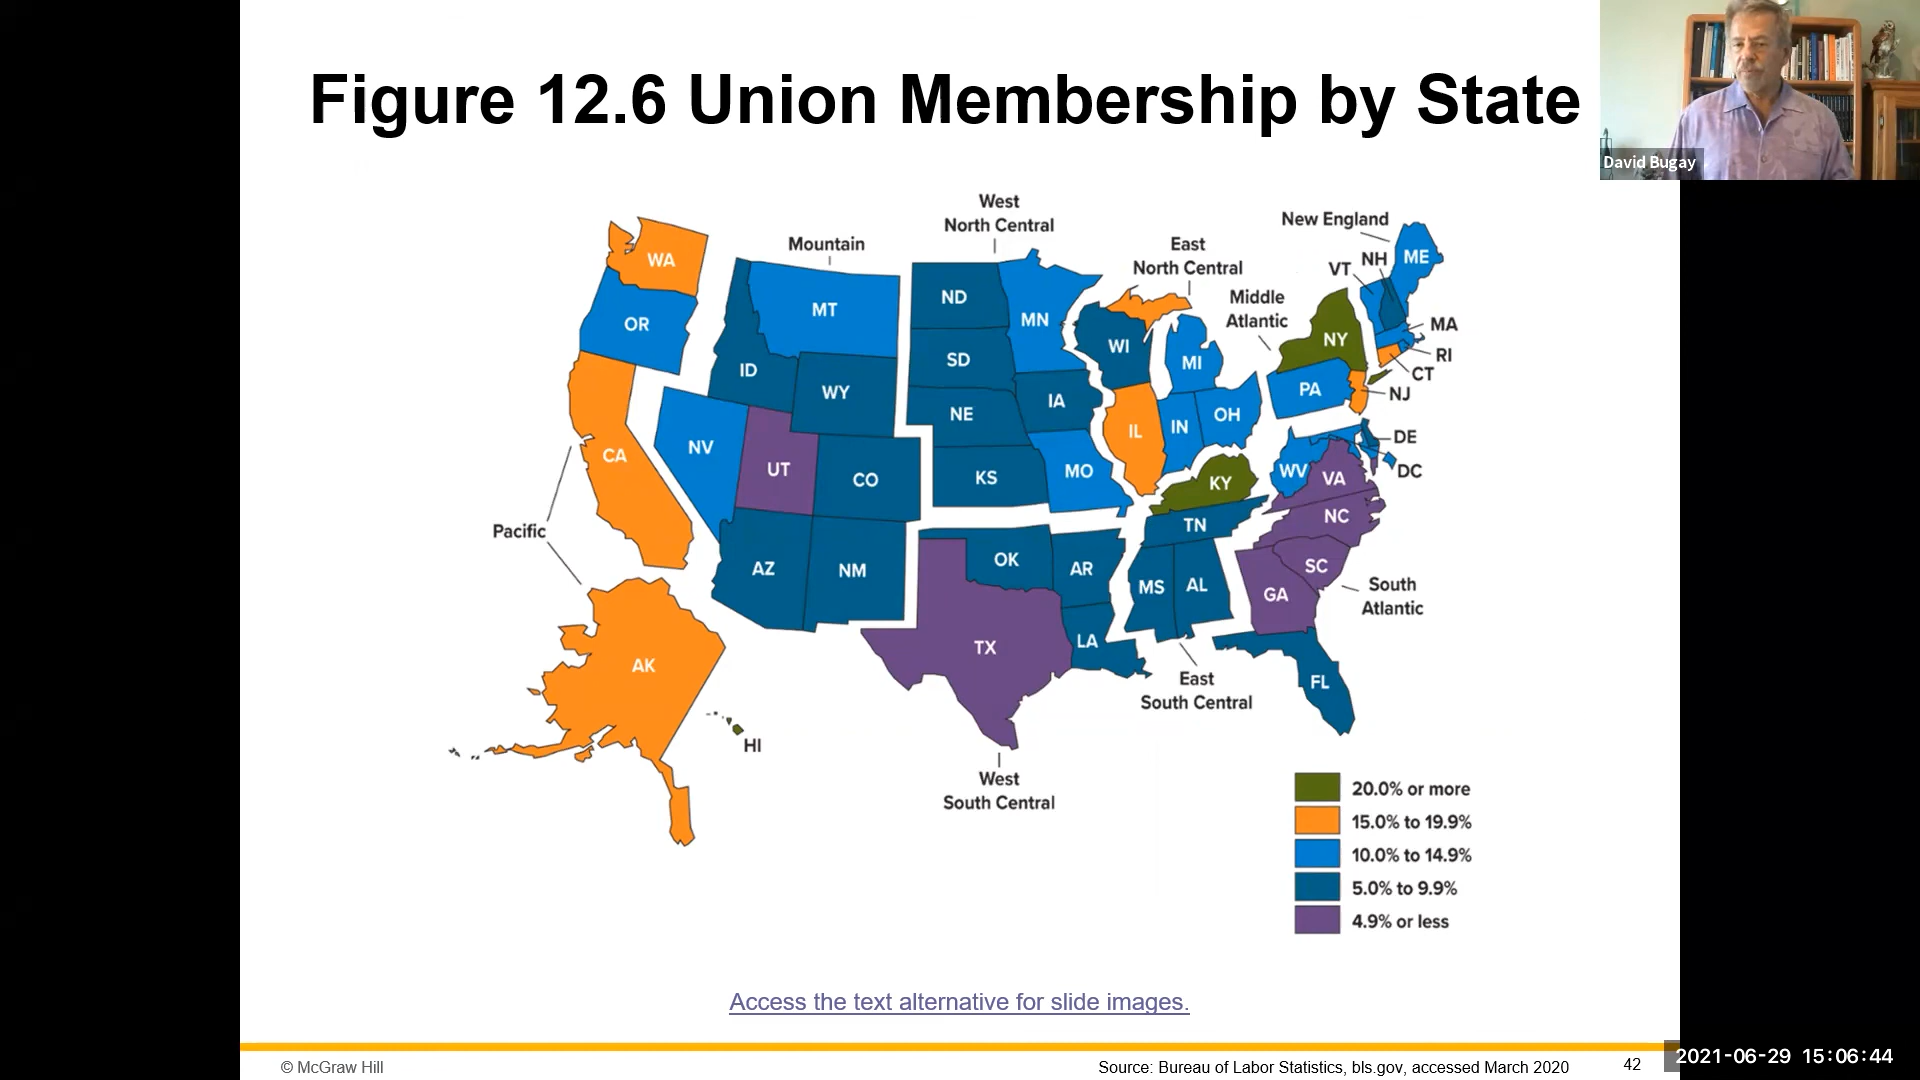 Figure 12.6 Union Membership by State
David Bugay
West
North Central
New England
Mountain
East
North Central
VT
NH
ME
WA
Middle
Atlantic
MT
ND
MN
OR
NY
MA
WI
RI
ID
SD
MI
CT
WY
NE
IA
PA
NJ
NV
IL
IN
OH
DE
CA
UT
CO
KS
MO
KY
WV
VA
DC
Pacific
TN
NC
AZ
NM
OK
AR
MS
AL
SC
GA
South
Atlantic
AK
TX
LA
East
South Central
FL
HI
West
South Central
20.0% or more
15.0% to 19.9%
10.0% to 14.9%
5.0% to 9.9%
4.9% or less
Access the text alternative for slide images.
© McGraw Hill
Source: Bureau of Labor Statistics, bls.gov, accessed March 2020
42
2021-06-29 15:06:44